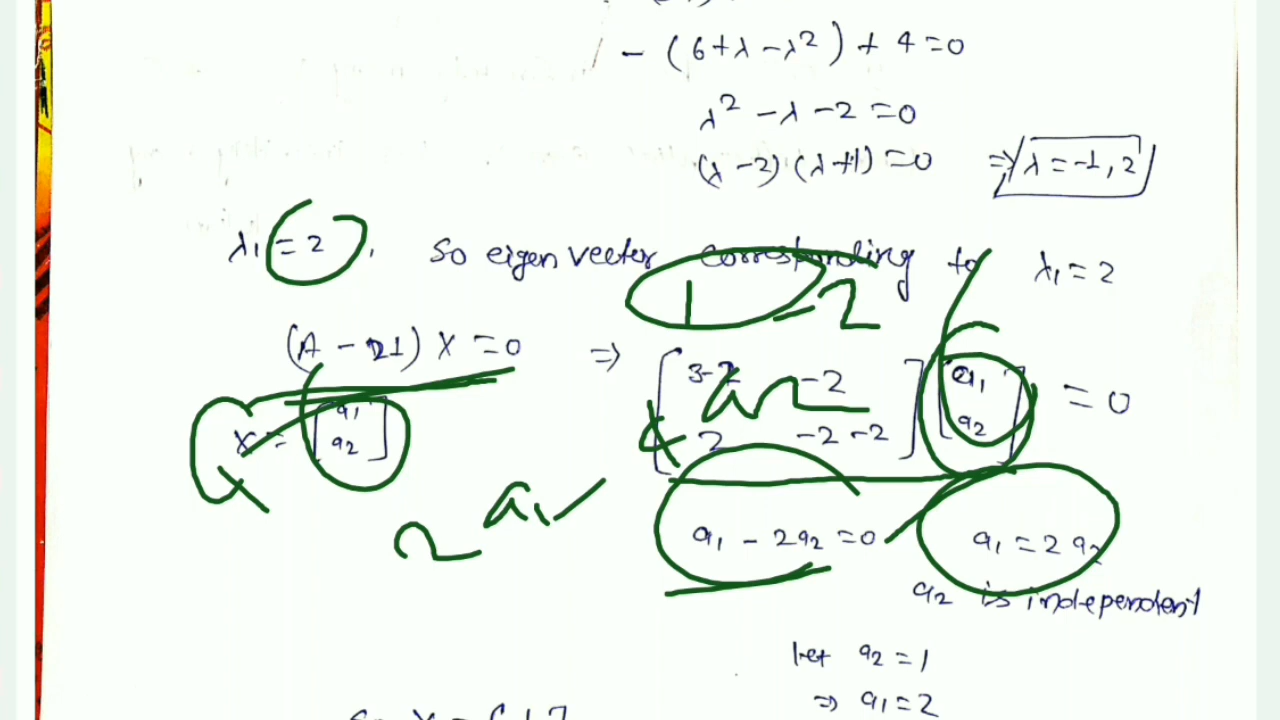 - (6+λ-λ²) + 4 = 0
λ² - λ - 2 = 0
(λ-2) (λ+1) = 0 ⇒ λ = -1, 2
λ₁ = 2, So eigen vector corresponding to λ₁ = 2
1 - 2
(A - 2I) X = 0 ⇒ [ 3-2 -2 ; 2 -2-2 ] [ a₁ ; a₂ ] = 0
X = [ a₁ ; a₂ ]
2 a₁
a₁ - 2a₂ = 0 a₁ = 2 a₂
a₂ is independent
let a₂ = 1
⇒ a₁ = 2